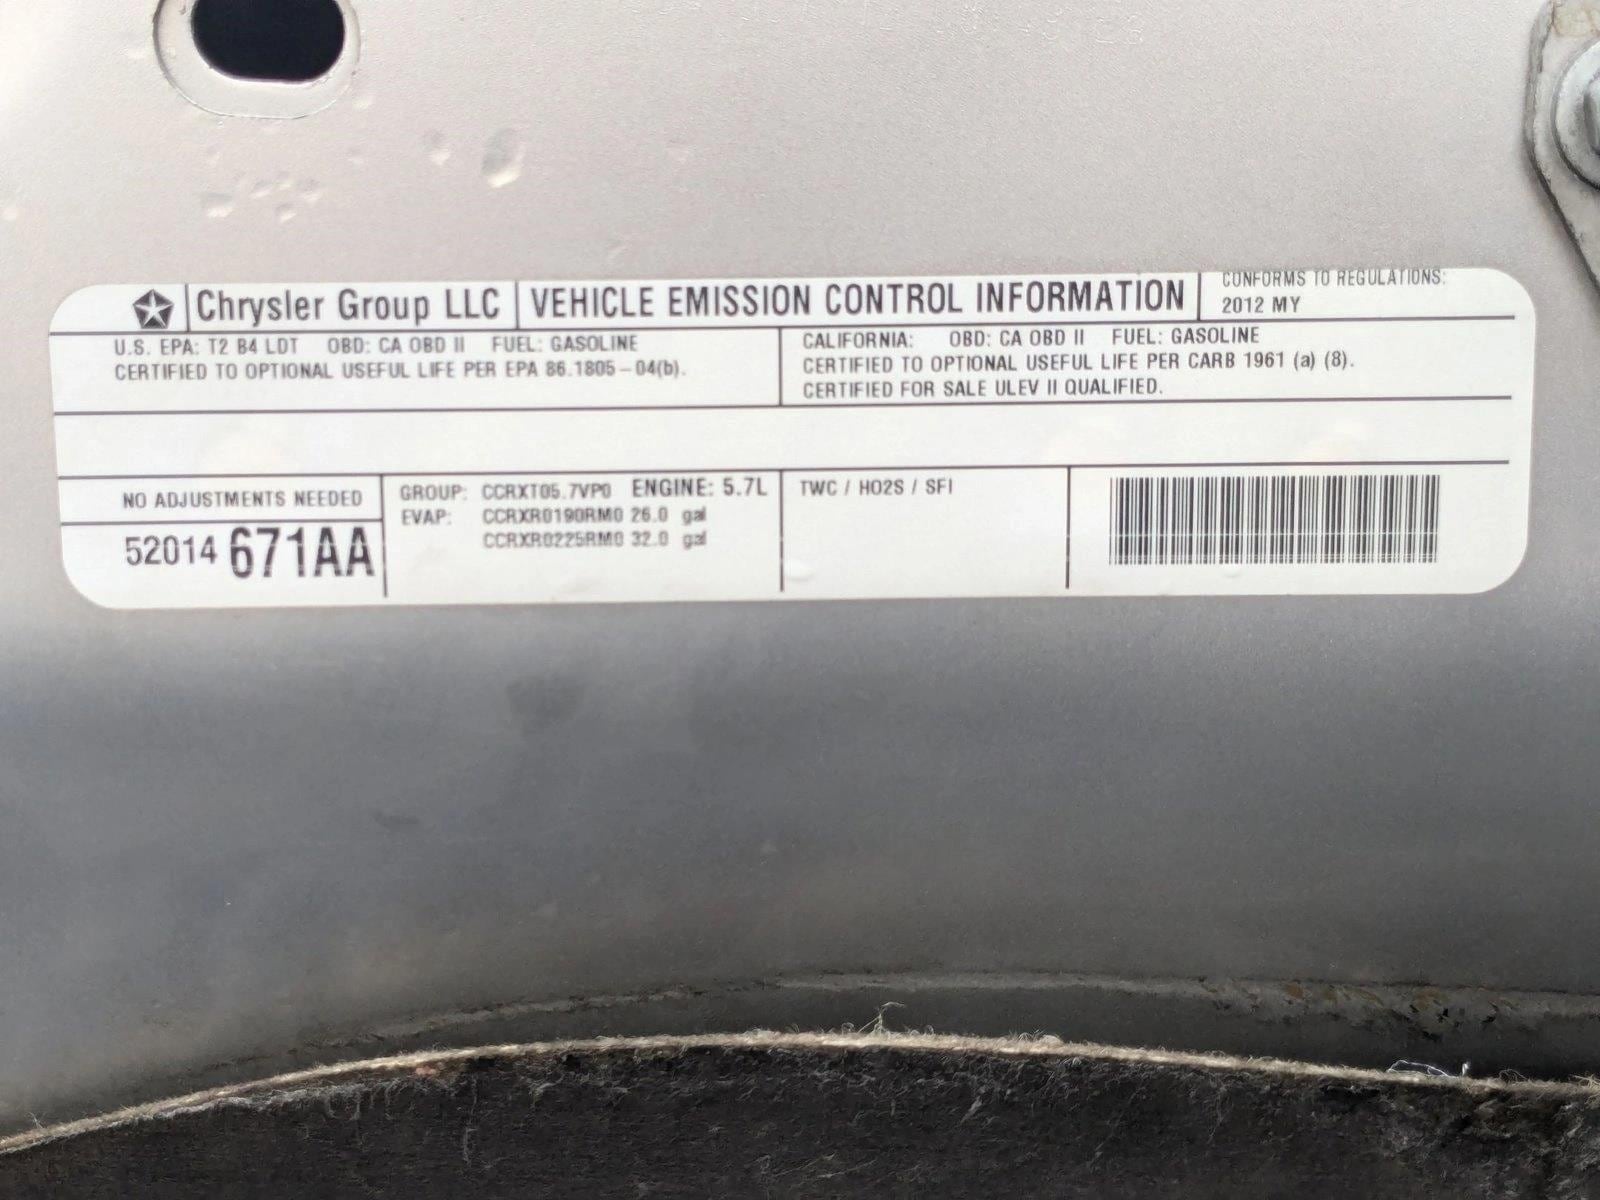 Chrysler Group LLC VEHICLE EMISSION CONTROL INFORMATION
CONFORMS TO REGULATIONS:
2012 MY
U.S. EPA: T2 B4 LDT OBD: CA OBD II FUEL: GASOLINE
CERTIFIED TO OPTIONAL USEFUL LIFE PER EPA 86.1805-04(b).
CALIFORNIA: OBD: CA OBD II FUEL: GASOLINE
CERTIFIED TO OPTIONAL USEFUL LIFE PER CARB 1961 (a) (8).
CERTIFIED FOR SALE ULEV II QUALIFIED.
NO ADJUSTMENTS NEEDED
52014 671AA
GROUP: CCRXT05.7VP0 ENGINE: 5.7L
EVAP: CCRXR0190RM0 26.0 gal
CCRXR0225RM0 32.0 gal
TWC / HO2S / SFI